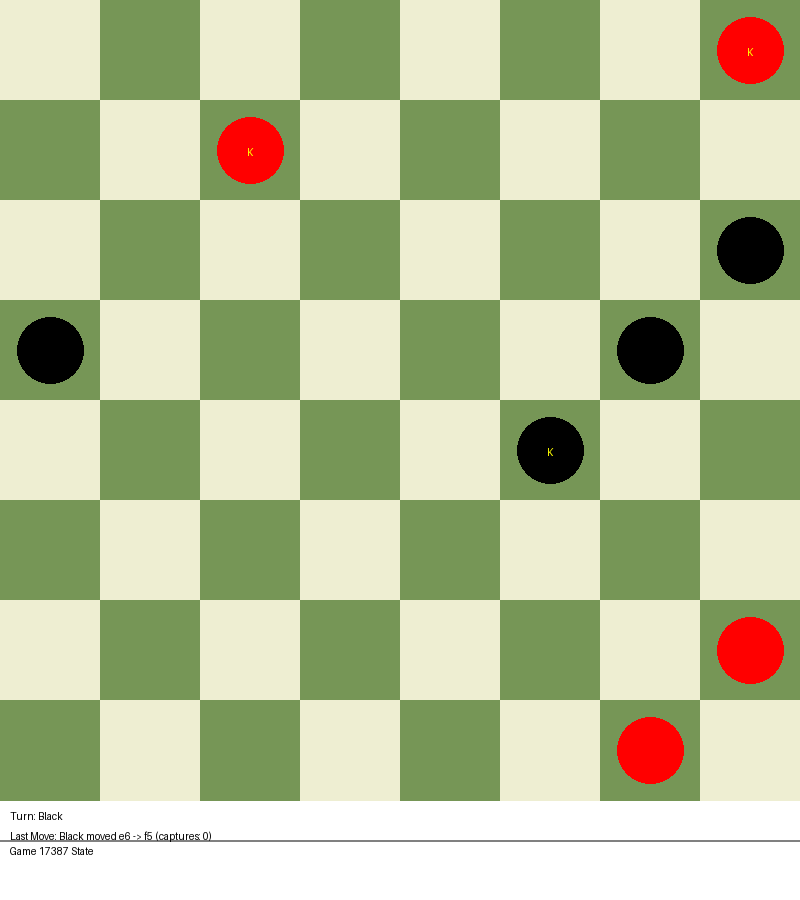 K
K
K
Turn: Black
Last Move: Black moved e6 -> f5 (captures: 0)
Game 17387 State